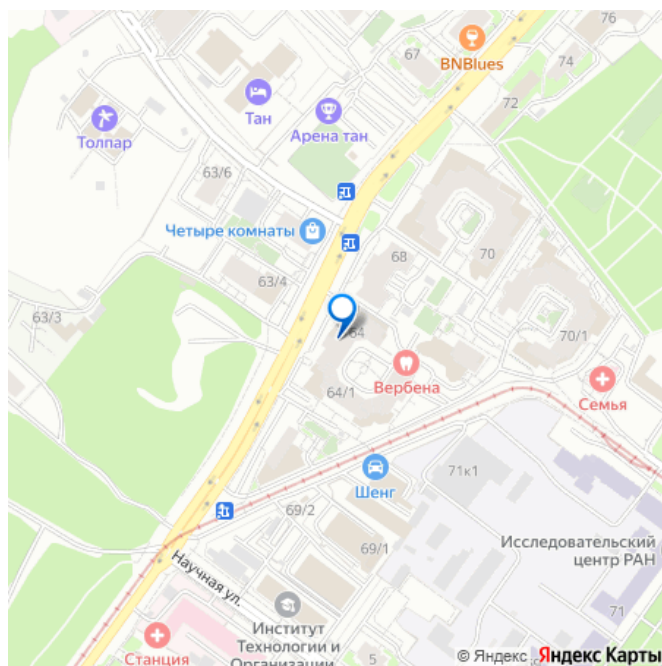 76
67
BNBlues
74
72
Тан
Толпар
Арена тан
63/6
Четыре комнаты
68
70
63/4
63/3
64
70/1
Вербена
64/1
Семья
Шенг
71к1
69/2
69/1
Исследовательский
центр РАН
Научная ул.
71
Институт
Технологии и
Организации
5
Станция
© Яндекс Яндекс Карты